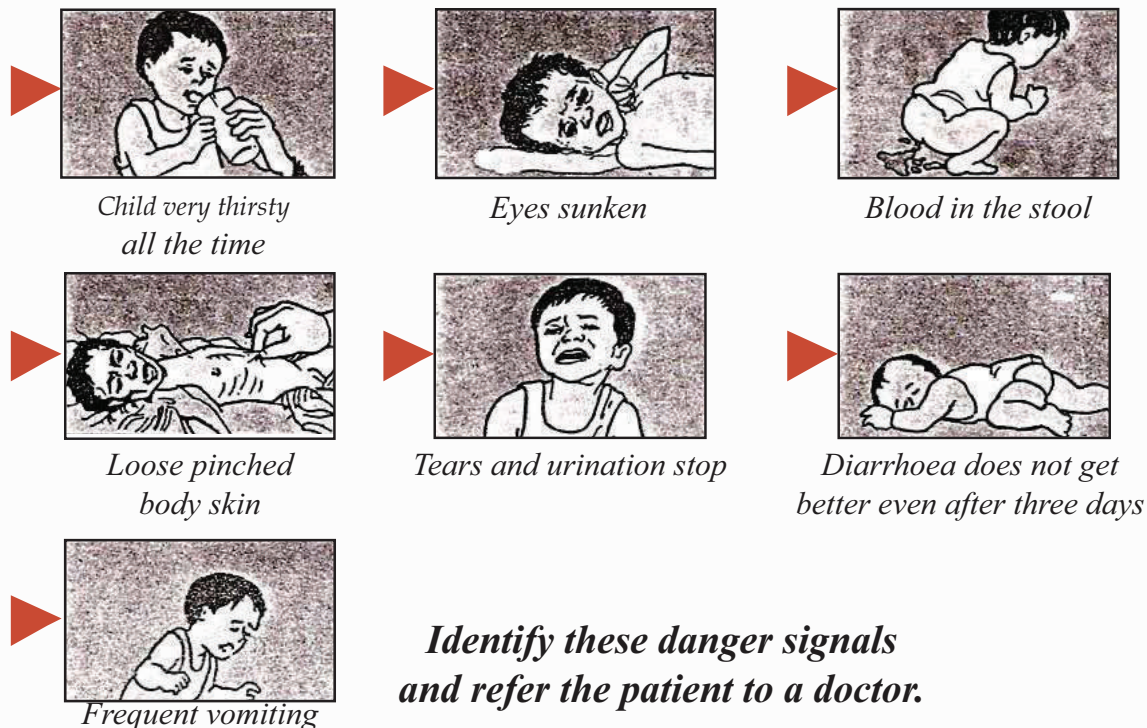 Child very thirsty
all the time
Eyes sunken
Blood in the stool
Loose pinched
body skin
Tears and urination stop
Diarrhoea does not get
better even after three days
Frequent vomiting
Identify these danger signals
and refer the patient to a doctor.